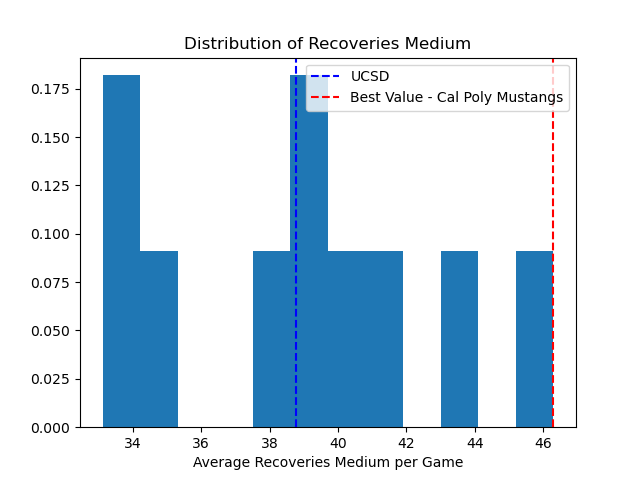 Distribution of Recoveries Medium
UCSD
Best Value - Cal Poly Mustangs
0.175
0.150
0.125
0.100
0.075
0.050
0.025
0.000
34 36 38 40 42 44 46
Average Recoveries Medium per Game